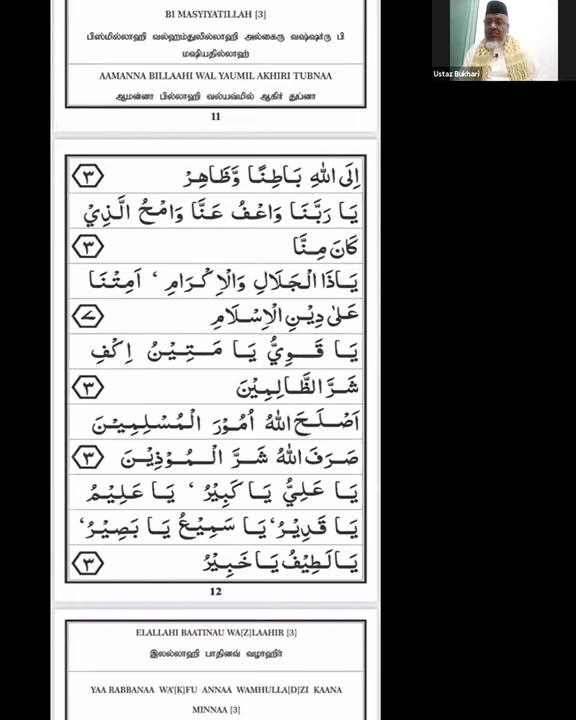 BI MASYIYATILLAH [3]
பிஸ்மில்லாஹி வல்ஹம்துலில்லாஹி அல்கைரு வஷ்ஷர்ரு பி
மஷியதில்லாஹ்
AAMANNA BILLAAHI WAL YAUMIL AKHIRI TUBNAA
ஆமன்னா பில்லாஹி வல்யவ்மில் ஆகிர் துப்னா
11
Ustaz Bukhari
اِلَى اللهِ بَاطِنًا وَّظَاهِرْ ٣
يَا رَبَّنَا وَاعْفُ عَنَّا وَامْحُ الَّذِيْ
كَانَ مِنَّا ٣
يَاذَا الْجَلَالِ وَالْاِكْرَامِ ‘ اَمِتْنَا
عَلٰى دِيْنِ الْاِسْلَامِ ٧
يَا قَوِيُّ يَا مَتِيْنُ اِكْفِ
شَرَّ الظَّالِمِيْنَ ٣
اَصْلَحَ اللهُ اُمُوْرَ الْمُسْلِمِيْنَ
صَرَفَ اللهُ شَرَّ الْمُوْذِيْنَ ٣
يَا عَلِيُّ يَا كَبِيْرُ ‘ يَا عَلِيْمُ
يَا قَدِيْرُ‘ يَا سَمِيْعُ يَا بَصِيْرُ‘
يَالَطِيْفُ يَاخَبِيْرُ ٣
12
ELALLAHI BAATINAU WA[Z]LAAHIR [3]
இலல்லாஹி பாதினவ் வழாஹிர்
YAA RABBANAA WA'[K]FU ANNAA WAMHULLA[D]ZI KAANA
MINNAA [3]